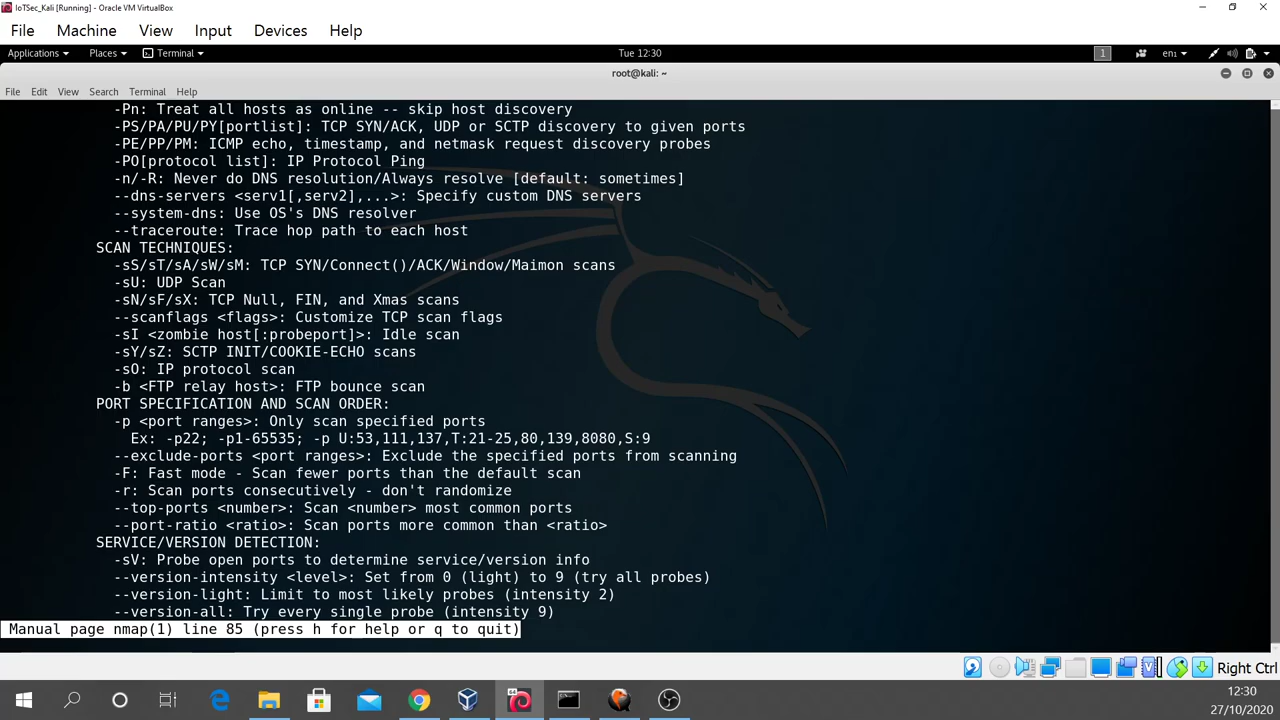 IoTSec_Kali [Running] - Oracle VM VirtualBox
File Machine View Input Devices Help
Applications Places Terminal Tue 12:30 1 en1
root@kali: ~
File Edit View Search Terminal Help
-Pn: Treat all hosts as online -- skip host discovery
-PS/PA/PU/PY[portlist]: TCP SYN/ACK, UDP or SCTP discovery to given ports
-PE/PP/PM: ICMP echo, timestamp, and netmask request discovery probes
-PO[protocol list]: IP Protocol Ping
-n/-R: Never do DNS resolution/Always resolve [default: sometimes]
--dns-servers <serv1[,serv2],...>: Specify custom DNS servers
--system-dns: Use OS's DNS resolver
--traceroute: Trace hop path to each host
SCAN TECHNIQUES:
-sS/sT/sA/sW/sM: TCP SYN/Connect()/ACK/Window/Maimon scans
-sU: UDP Scan
-sN/sF/sX: TCP Null, FIN, and Xmas scans
--scanflags <flags>: Customize TCP scan flags
-sI <zombie host[:probeport]>: Idle scan
-sY/sZ: SCTP INIT/COOKIE-ECHO scans
-sO: IP protocol scan
-b <FTP relay host>: FTP bounce scan
PORT SPECIFICATION AND SCAN ORDER:
-p <port ranges>: Only scan specified ports
Ex: -p22; -p1-65535; -p U:53,111,137,T:21-25,80,139,8080,S:9
--exclude-ports <port ranges>: Exclude the specified ports from scanning
-F: Fast mode - Scan fewer ports than the default scan
-r: Scan ports consecutively - don't randomize
--top-ports <number>: Scan <number> most common ports
--port-ratio <ratio>: Scan ports more common than <ratio>
SERVICE/VERSION DETECTION:
-sV: Probe open ports to determine service/version info
--version-intensity <level>: Set from 0 (light) to 9 (try all probes)
--version-light: Limit to most likely probes (intensity 2)
--version-all: Try every single probe (intensity 9)
Manual page nmap(1) line 85 (press h for help or q to quit)
Right Ctrl
64
12:30
27/10/2020